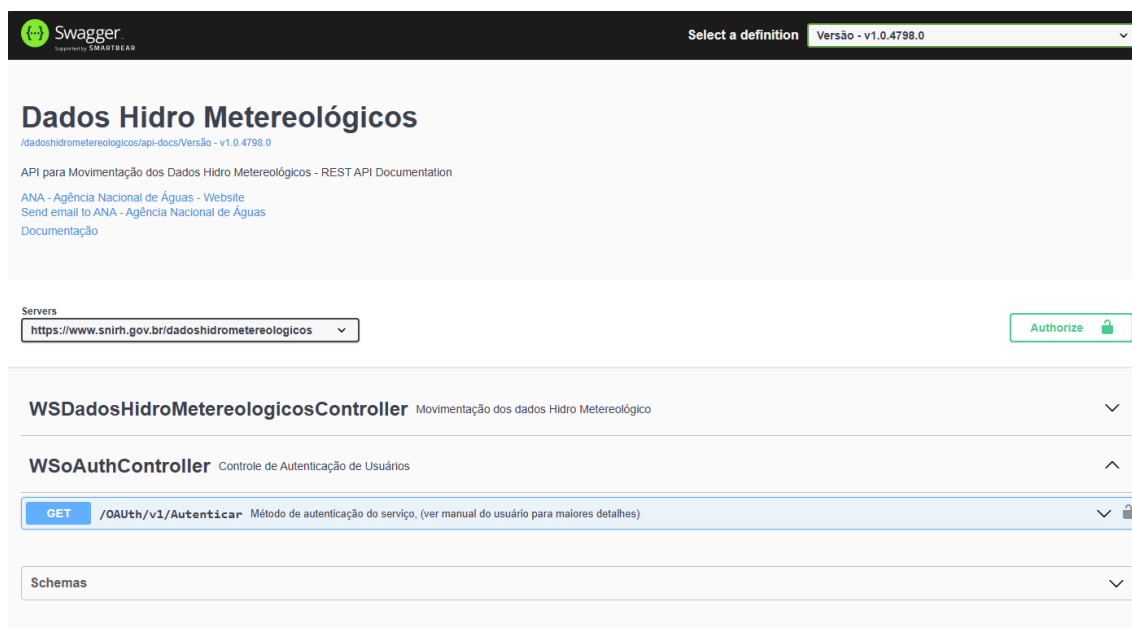 {···} Swagger.
Supported by SMARTBEAR
Select a definition
Versão - v1.0.4798.0
Dados Hidro Metereológicos
/dadoshidrometereologicos/api-docs/Versão - v1.0.4798.0
API para Movimentação dos Dados Hidro Metereológicos - REST API Documentation
ANA - Agência Nacional de Águas - Website
Send email to ANA - Agência Nacional de Águas
Documentação
Servers
https://www.snirh.gov.br/dadoshidrometereologicos
Authorize
WSDadosHidroMetereologicosController Movimentação dos dados Hidro Metereológico
WSoAuthController Controle de Autenticação de Usuários
GET /OAUth/v1/Autenticar Método de autenticação do serviço, (ver manual do usuário para maiores detalhes)
Schemas